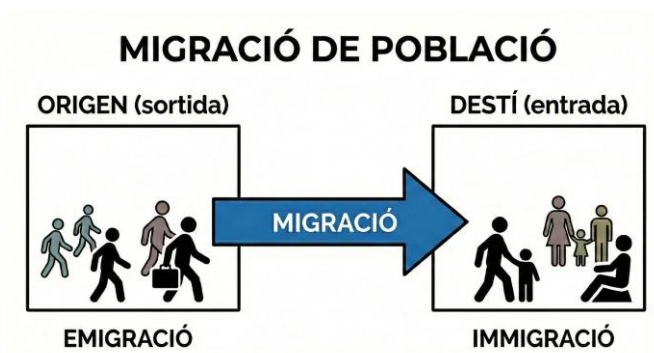 MIGRACIÓ DE POBLACIÓ
ORIGEN (sortida)
DESTÍ (entrada)
MIGRACIÓ
EMIGRACIÓ
IMMIGRACIÓ